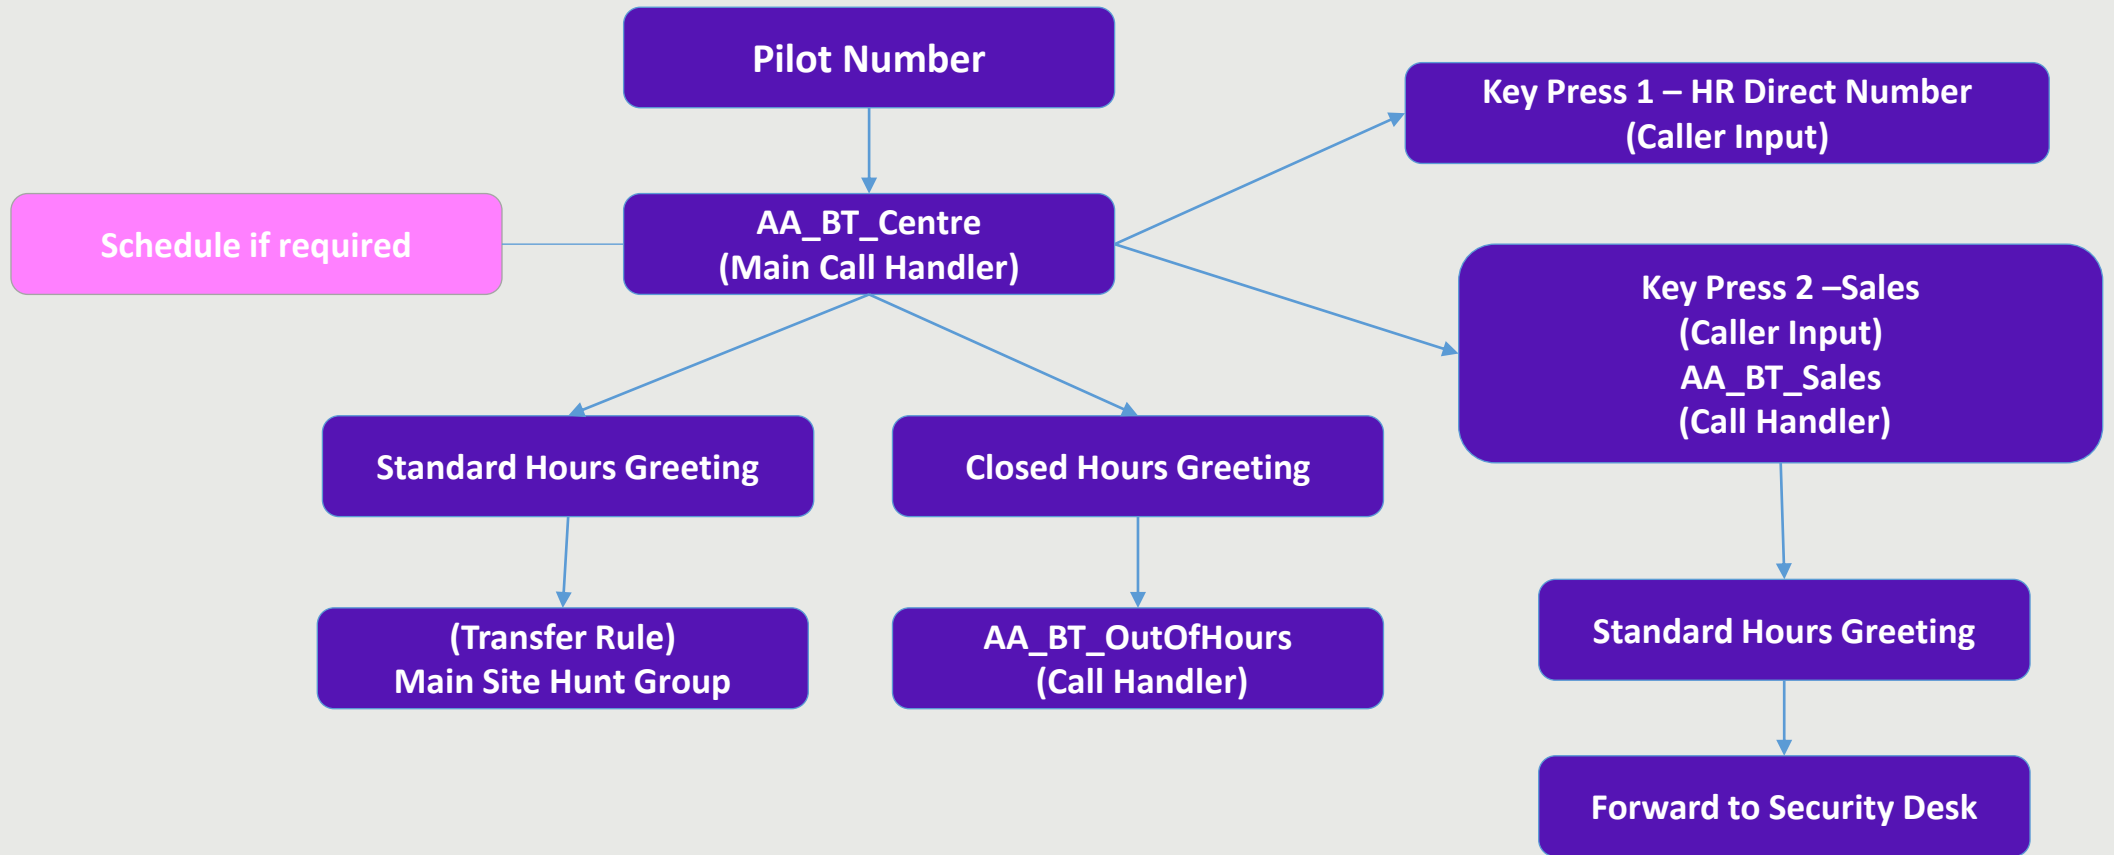 Pilot Number
Key Press 1 – HR Direct Number
(Caller Input)
Schedule if required
AA_BT_Centre
(Main Call Handler)
Key Press 2 –Sales
(Caller Input)
AA_BT_Sales
(Call Handler)
Standard Hours Greeting
Closed Hours Greeting
(Transfer Rule)
Main Site Hunt Group
AA_BT_OutOfHours
(Call Handler)
Standard Hours Greeting
Forward to Security Desk